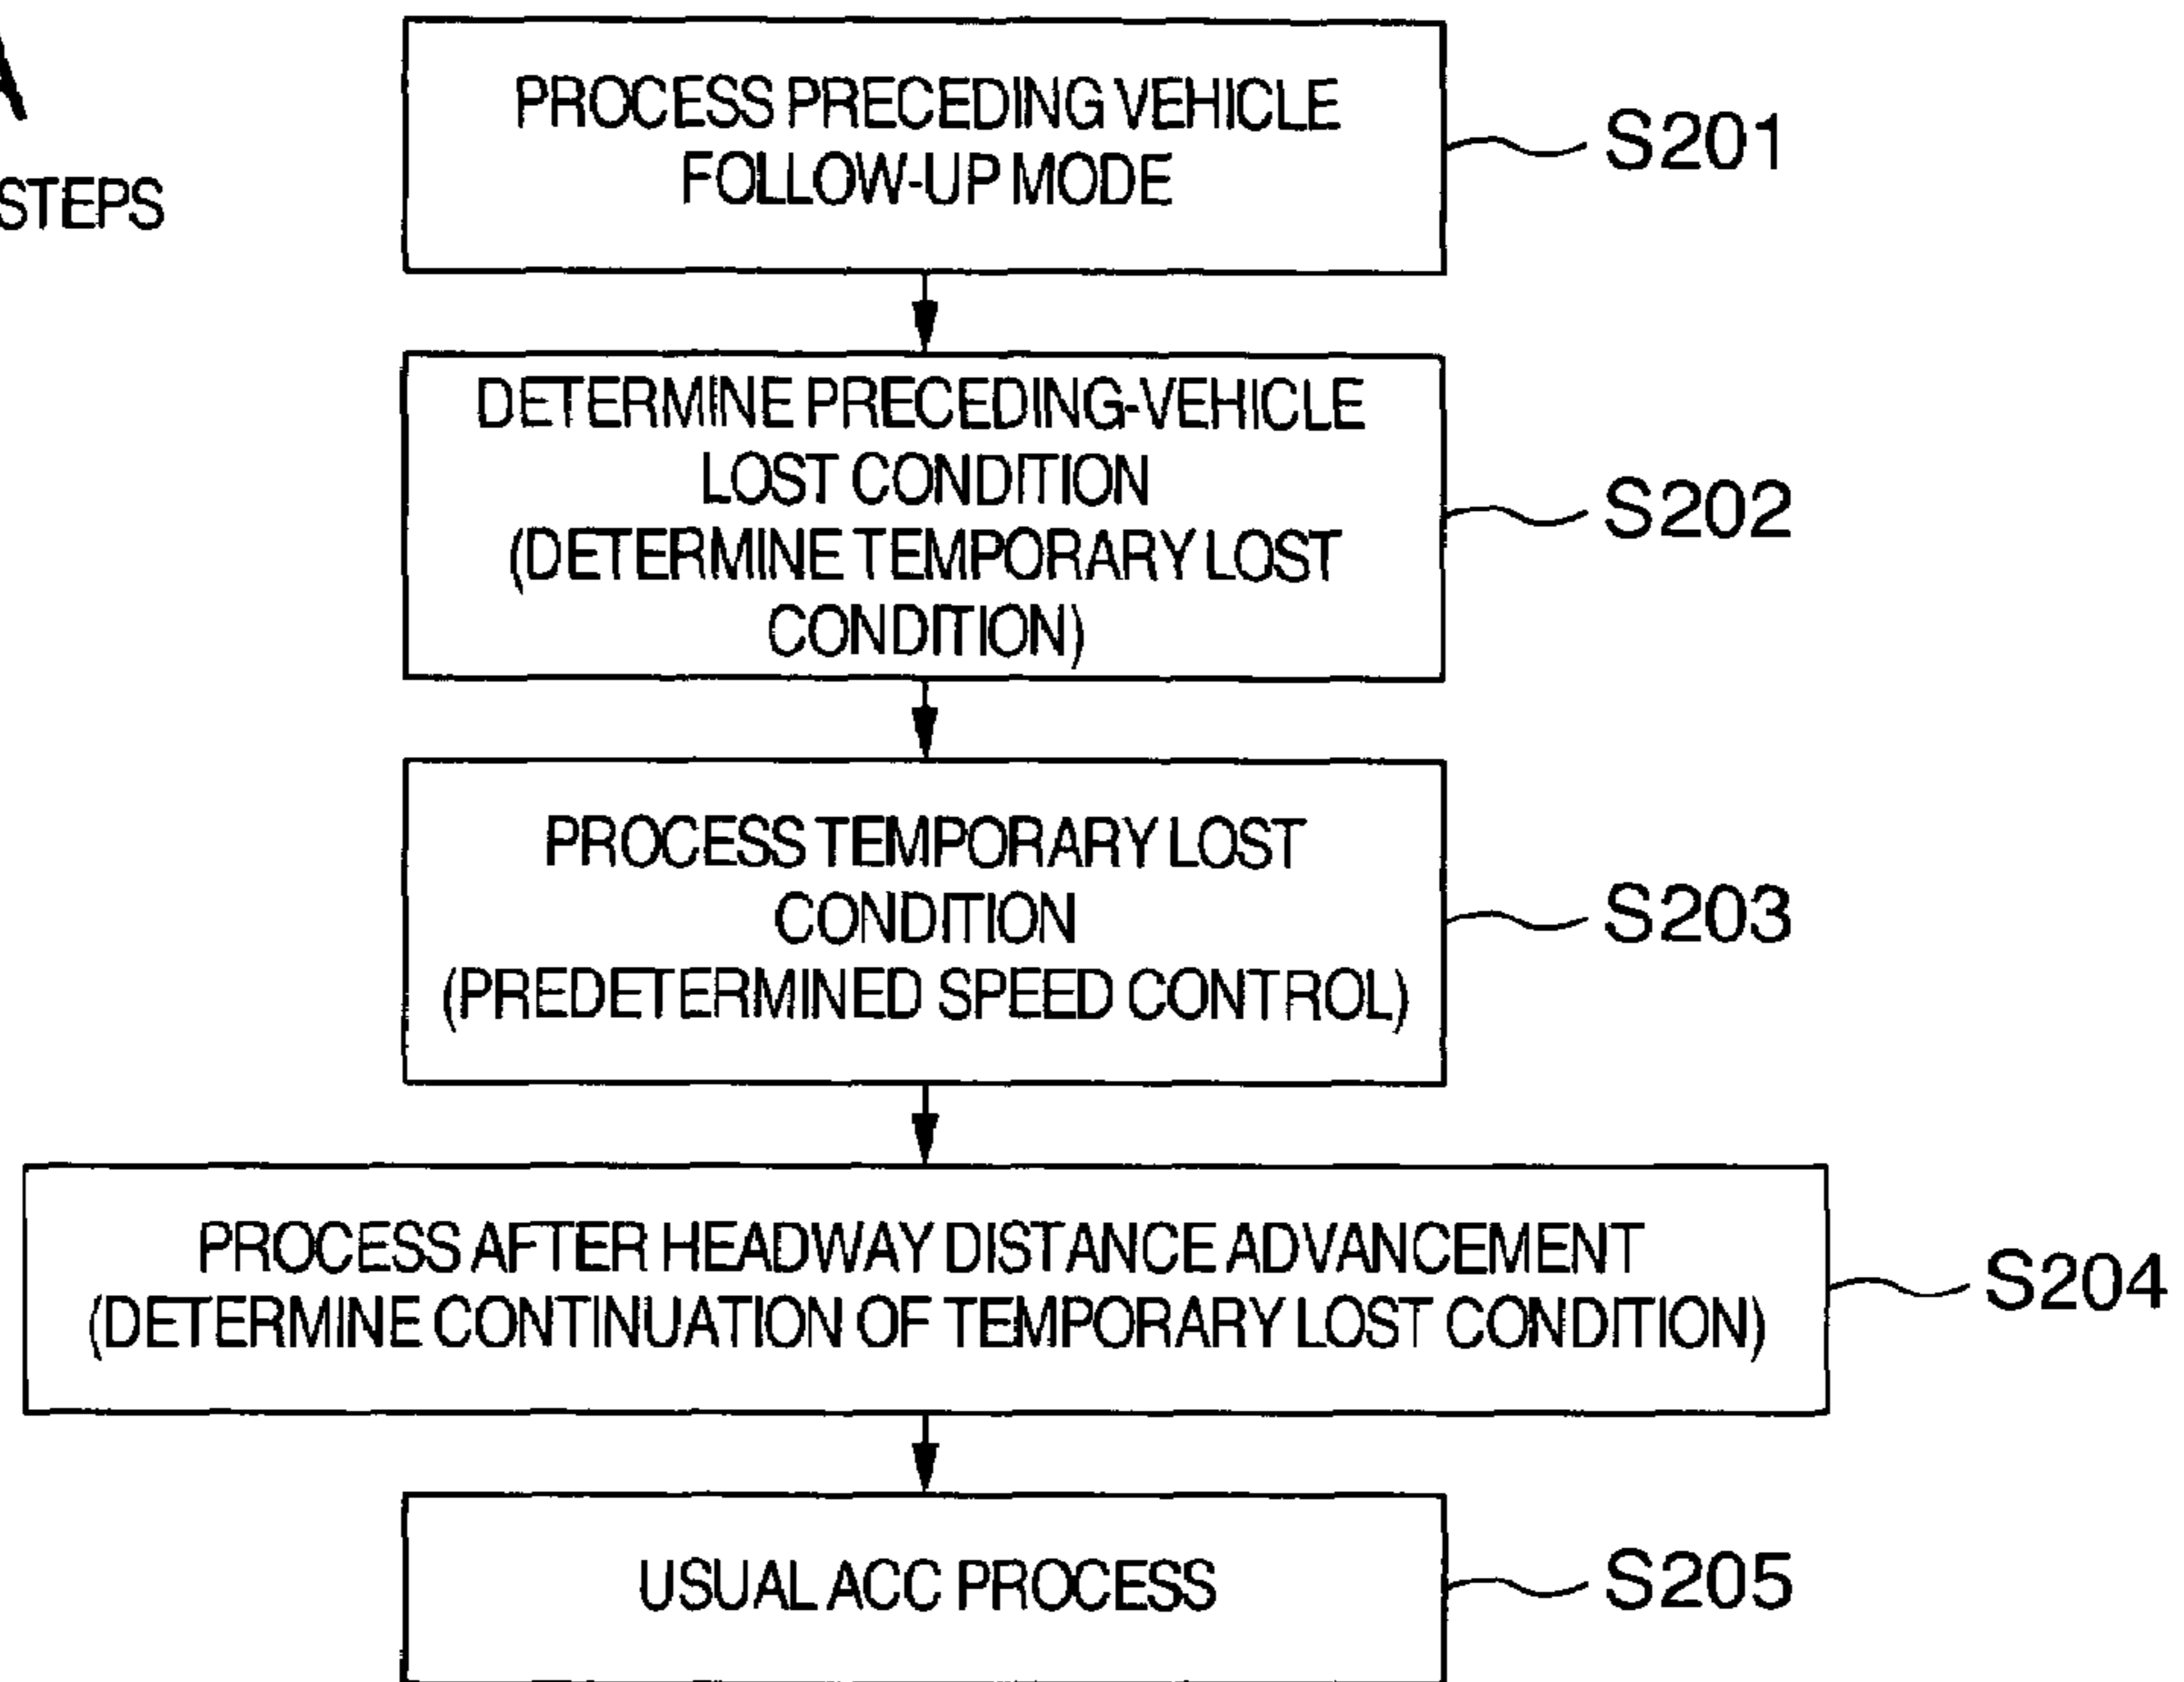 A
STEPS
PROCESS PRECEDING VEHICLE
FOLLOW-UP MODE
S201
DETERMINE PRECEDING-VEHICLE
LOST CONDITION
(DETERMINE TEMPORARY LOST
CONDITION)
S202
PROCESS TEMPORARY LOST
CONDITION
(PREDETERMINED SPEED CONTROL)
S203
PROCESS AFTER HEADWAY DISTANCE ADVANCEMENT
(DETERMINE CONTINUATION OF TEMPORARY LOST CONDITION)
S204
USUAL ACC PROCESS
S205